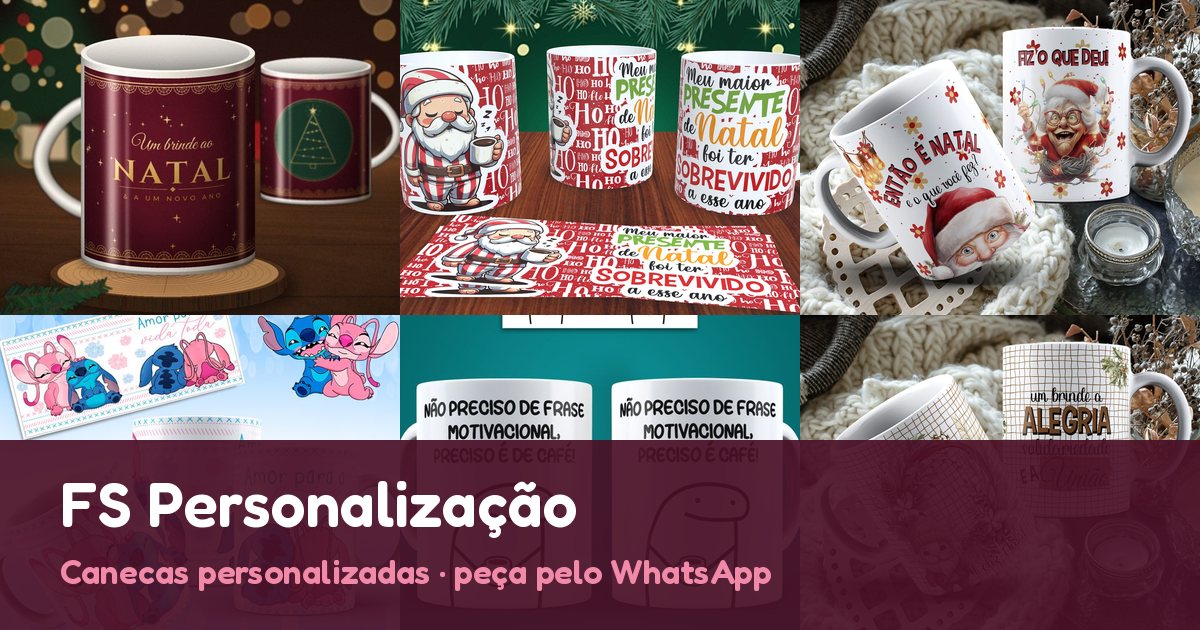 Um brinde ao
NATAL
& A UM NOVO ANO
Meu maior
PRESENTE
de Natal
foi ter
SOBREVIVIDO
a esse ano
Meu maior
PRESENTE
de Natal
foi ter
SOBREVIVIDO
a esse ano
ENTÃO É NATAL
e o que você fez?
FIZ O QUE DEU!
Amor para
vida toda
NÃO PRECISO DE FRASE
MOTIVACIONAL,
PRECISO É DE CAFÉ!
NÃO PRECISO DE FRASE
MOTIVACIONAL,
PRECISO É DE CAFÉ!
um brinde a
ALEGRIA
FS Personalização
Canecas personalizadas · peça pelo WhatsApp